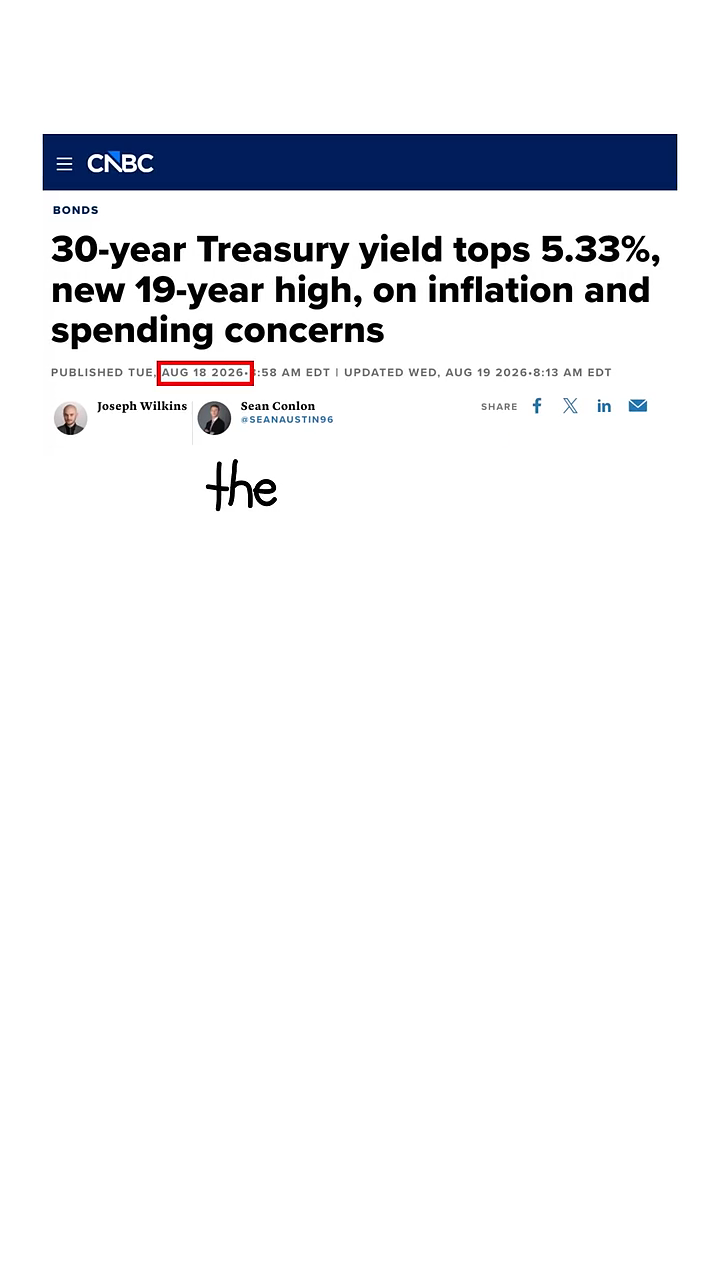 CNBC
BONDS
30-year Treasury yield tops 5.33%,
new 19-year high, on inflation and
spending concerns
PUBLISHED TUE, AUG 18 2026•3:58 AM EDT | UPDATED WED, AUG 19 2026•8:13 AM EDT
Joseph Wilkins Sean Conlon SHARE
@SEANAUSTIN96
the